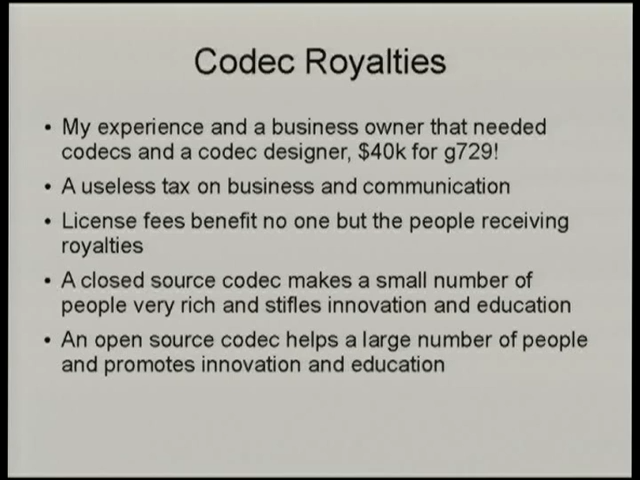 Codec Royalties
• My experience and a business owner that needed
codecs and a codec designer, $40k for g729!
• A useless tax on business and communication
• License fees benefit no one but the people receiving
royalties
• A closed source codec makes a small number of
people very rich and stifles innovation and education
• An open source codec helps a large number of people
and promotes innovation and education